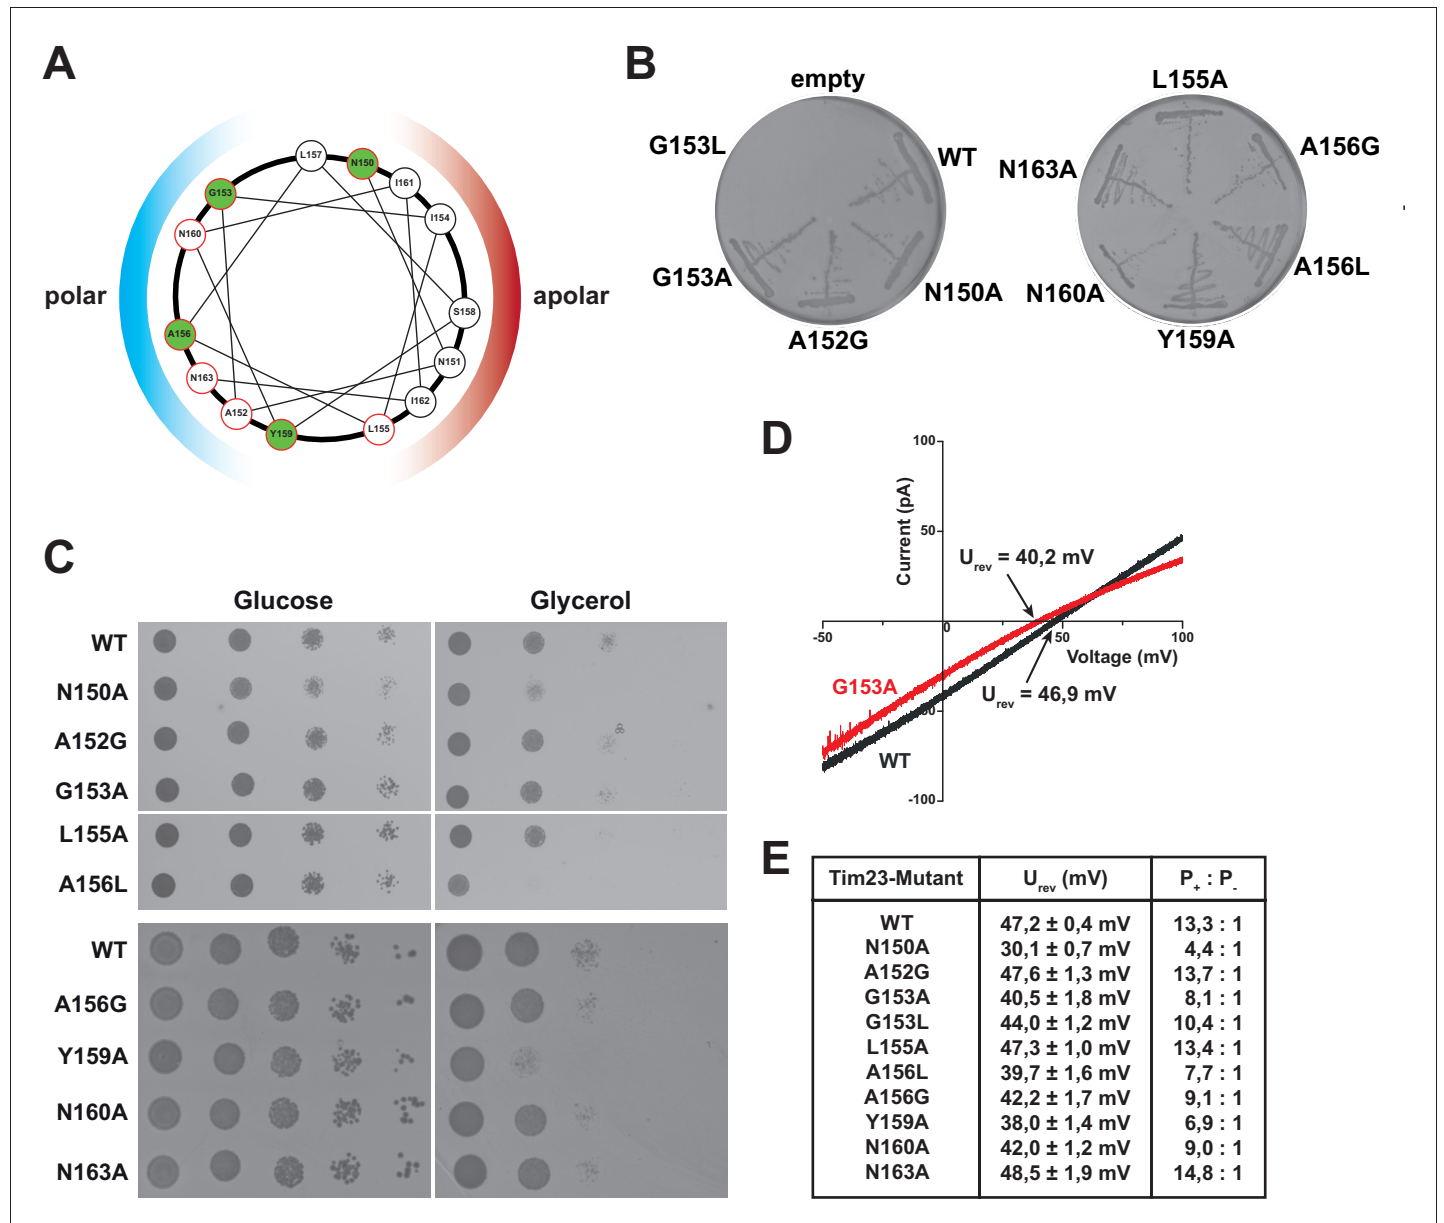 A
L157
N150
I161
G153
I154
N160
polar
apolar
S158
A156
N151
N163
I162
A152
L155
Y159
B
empty
G153L
WT
G153A
N150A
A152G
L155A
N163A
A156G
A156L
N160A
Y159A
C
Glucose
Glycerol
WT
N150A
A152G
G153A
L155A
A156L
WT
A156G
Y159A
N160A
N163A
D
100
Current (pA)
50
Urev = 40,2 mV
-50
0
50
100
Voltage (mV)
G153A
Urev = 46,9 mV
WT
-100
E
Tim23-Mutant Urev (mV) P+ : P-
WT 47,2 ± 0,4 mV 13,3 : 1
N150A 30,1 ± 0,7 mV 4,4 : 1
A152G 47,6 ± 1,3 mV 13,7 : 1
G153A 40,5 ± 1,8 mV 8,1 : 1
G153L 44,0 ± 1,2 mV 10,4 : 1
L155A 47,3 ± 1,0 mV 13,4 : 1
A156L 39,7 ± 1,6 mV 7,7 : 1
A156G 42,2 ± 1,7 mV 9,1 : 1
Y159A 38,0 ± 1,4 mV 6,9 : 1
N160A 42,0 ± 1,2 mV 9,0 : 1
N163A 48,5 ± 1,9 mV 14,8 : 1